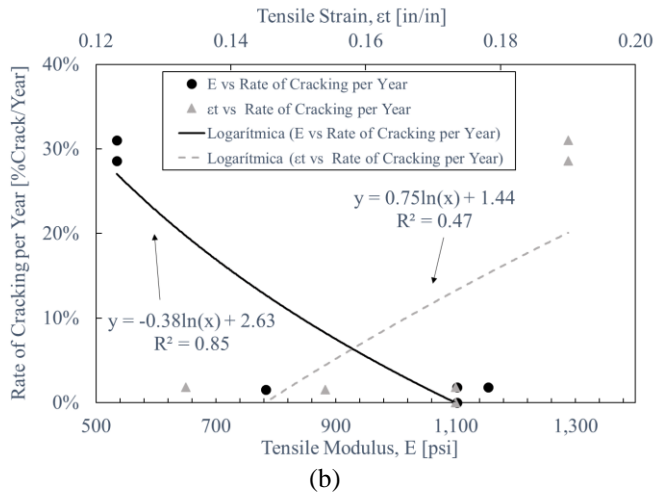 Tensile Strain, εt [in/in]
0.12 0.14 0.16 0.18 0.20
40%
30%
20%
10%
0%
Rate of Cracking per Year [%Crack/Year]
E vs Rate of Cracking per Year
εt vs Rate of Cracking per Year
Logarítmica (E vs Rate of Cracking per Year)
Logarítmica (εt vs Rate of Cracking per Year)
y = 0.75ln(x) + 1.44
R² = 0.47
y = -0.38ln(x) + 2.63
R² = 0.85
500 700 900 1,100 1,300
Tensile Modulus, E [psi]
(b)